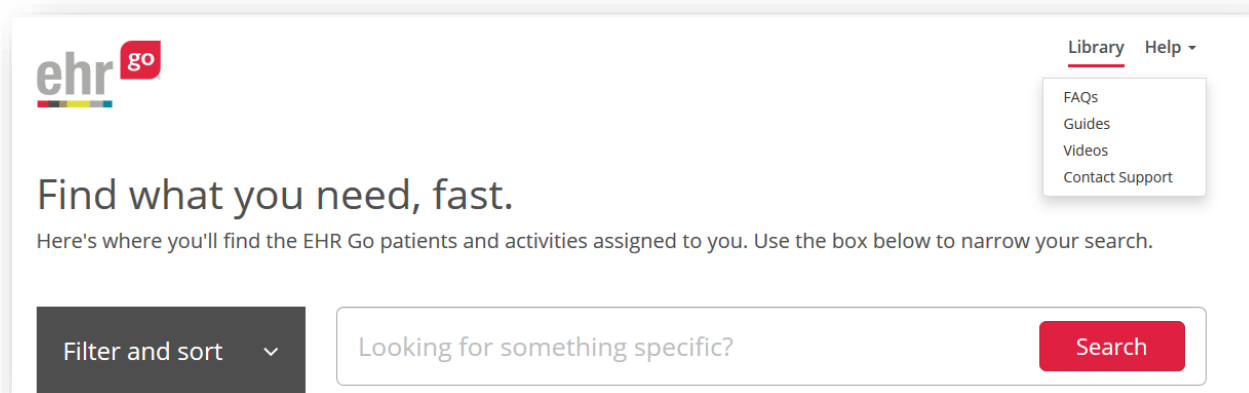 ehr go
Library Help
FAQs
Guides
Videos
Contact Support
Find what you need, fast.
Here's where you'll find the EHR Go patients and activities assigned to you. Use the box below to narrow your search.
Filter and sort
Looking for something specific?
Search